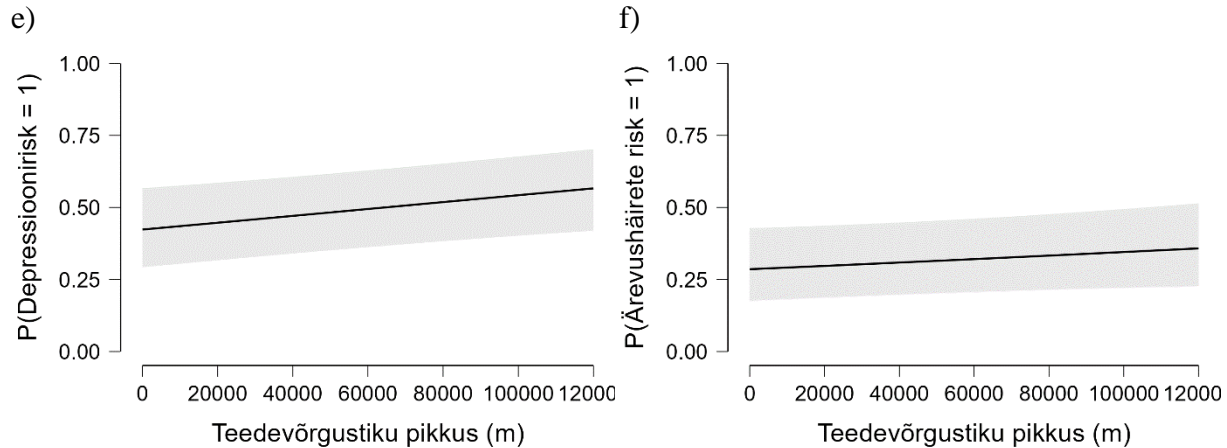 e)
f)
P(Depressioonirisk = 1)
1.00
0.75
0.50
0.25
0.00
0 20000 40000 60000 80000 100000 12000
Teedevõrgustiku pikkus (m)
P(Ärevushäirete risk = 1)
1.00
0.75
0.50
0.25
0.00
0 20000 40000 60000 80000 100000 12000
Teedevõrgustiku pikkus (m)